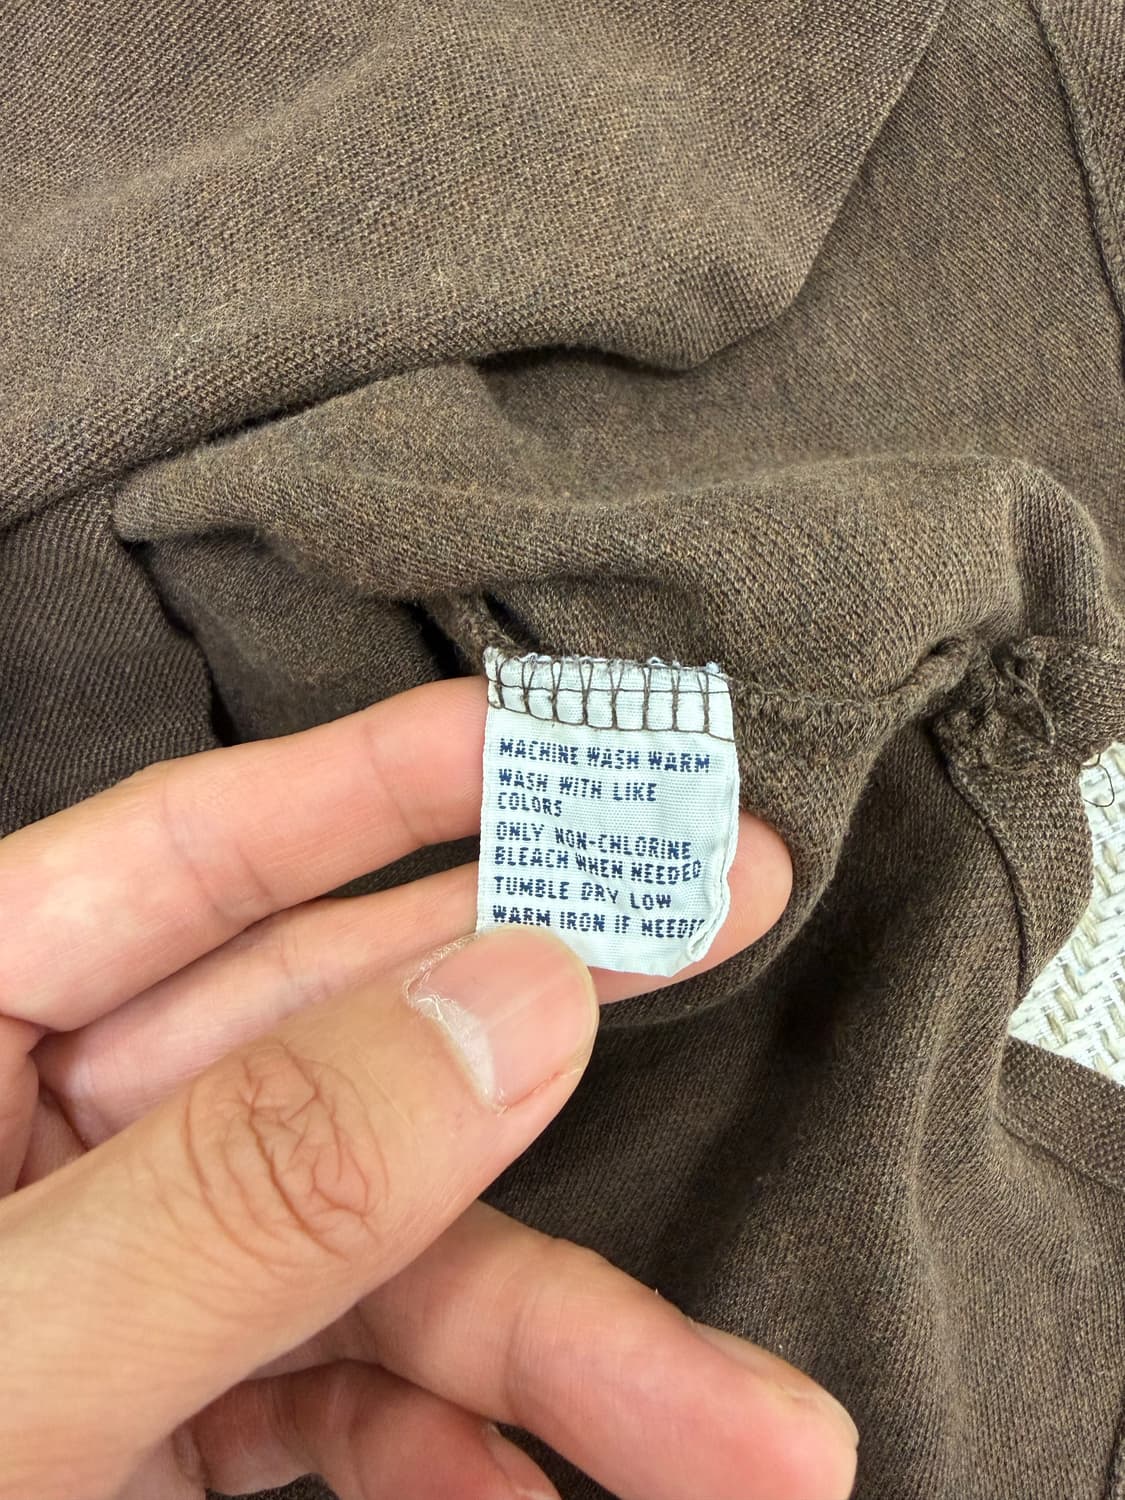 MACHINE WASH WARM
WASH WITH LIKE
COLORS
ONLY NON-CHLORINE
BLEACH WHEN NEEDED
TUMBLE DRY LOW
WARM IRON IF NEEDED